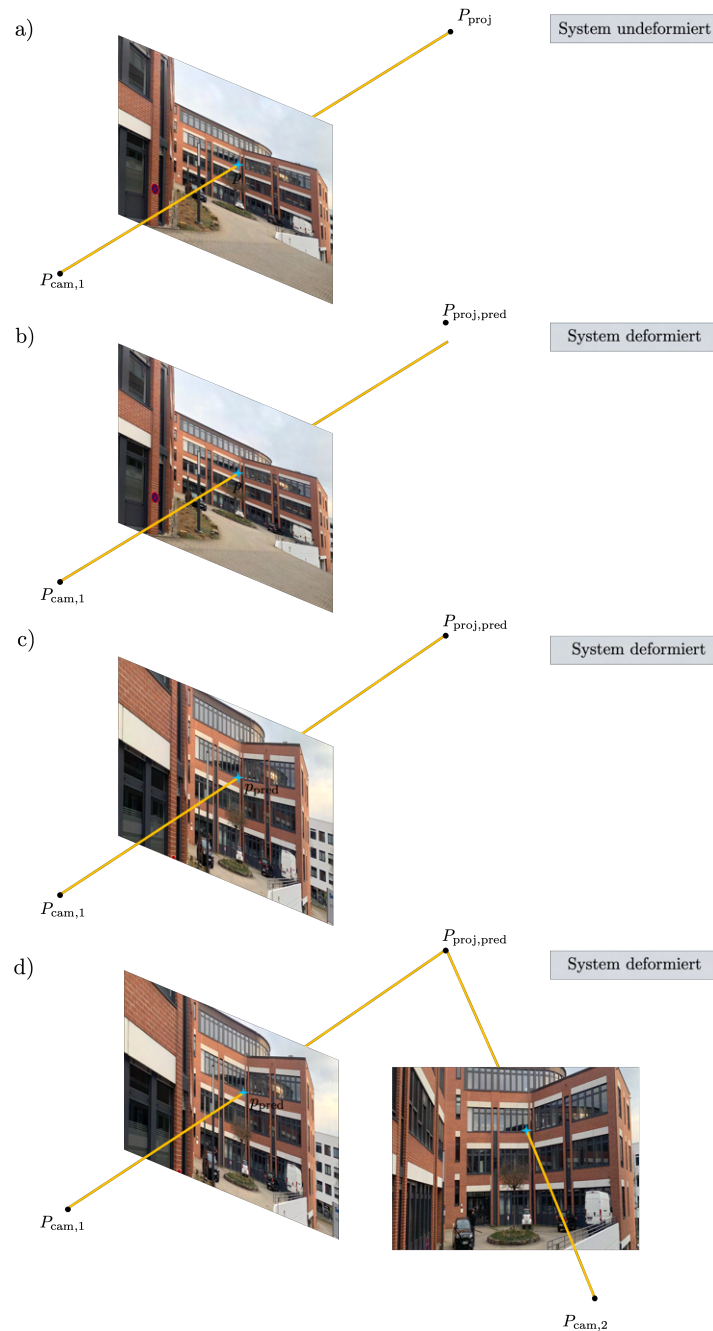 a)
P_proj
System undeformiert
P_cam,1
b)
P_proj,pred
System deformiert
P_cam,1
c)
P_proj,pred
System deformiert
p_pred
P_cam,1
d)
P_proj,pred
System deformiert
p_pred
P_cam,1
P_cam,2